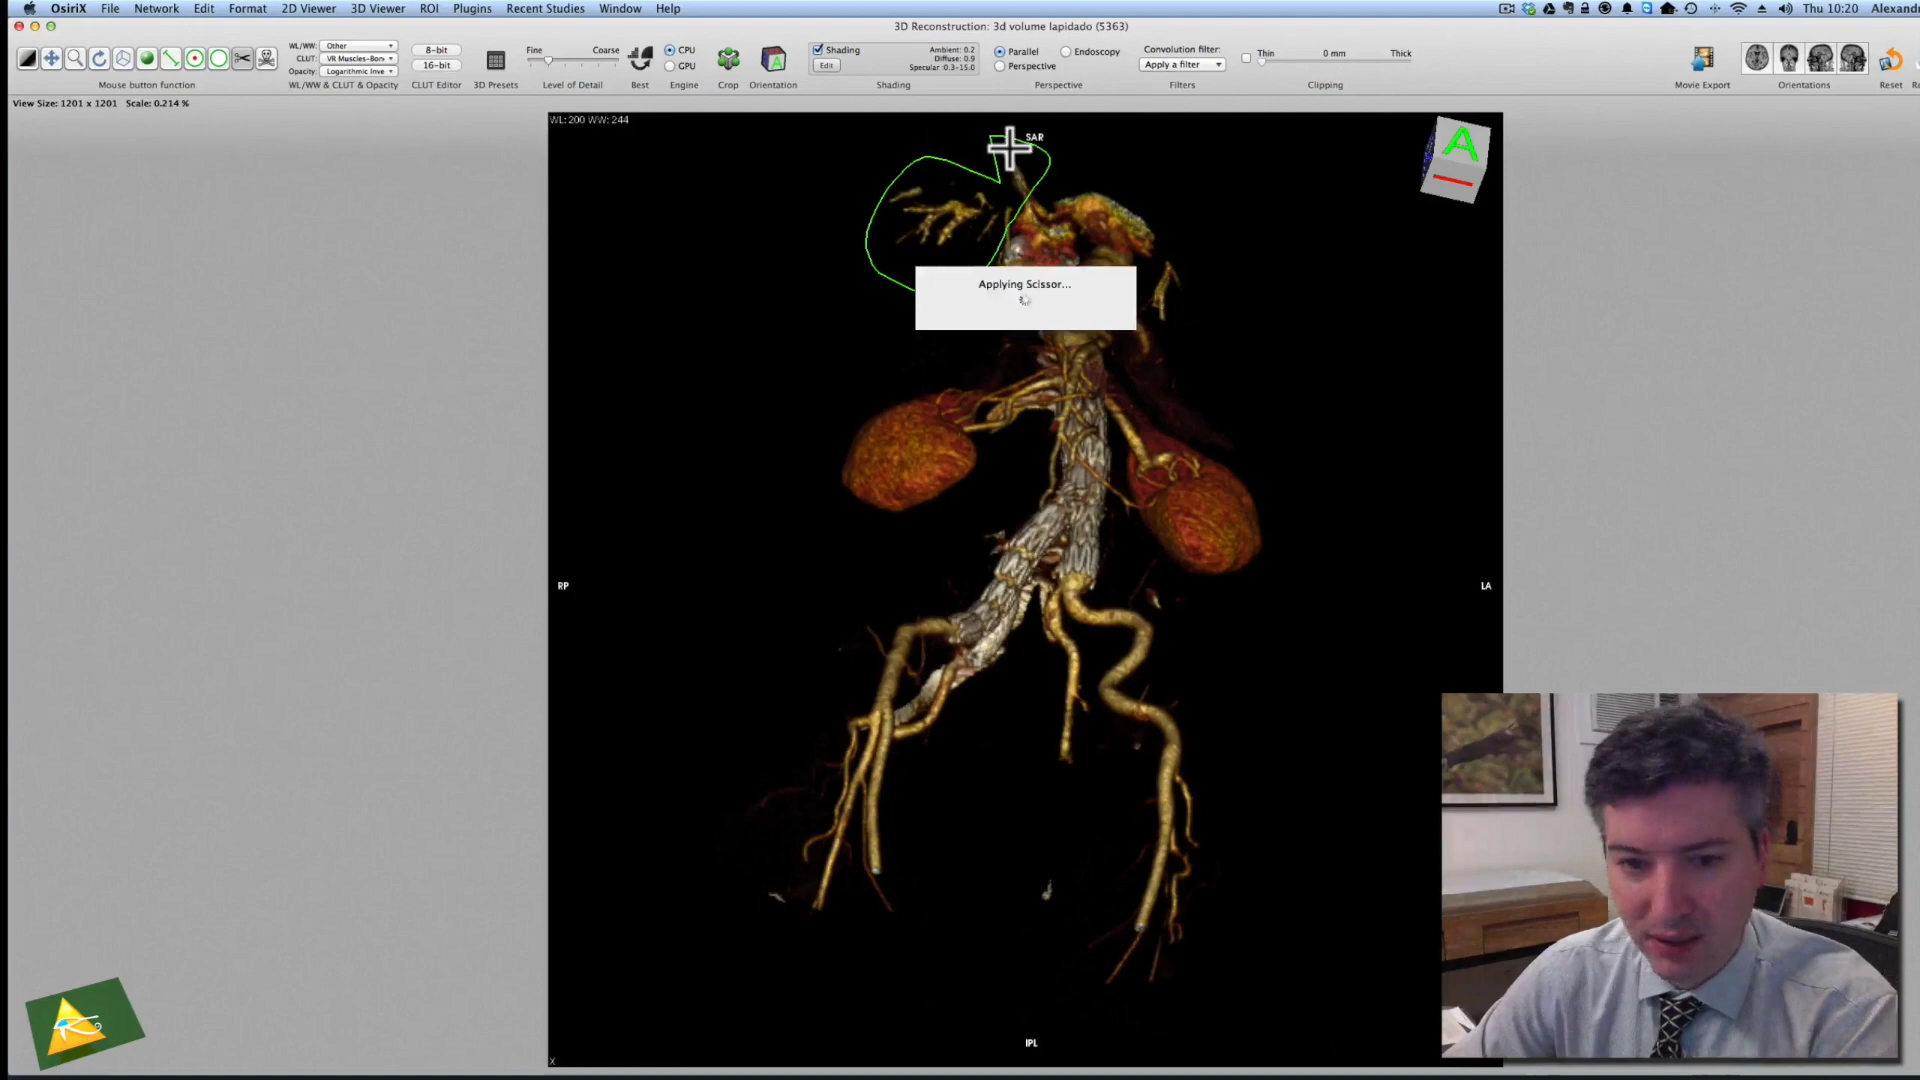 OsiriX File Network Edit Format 2D Viewer 3D Viewer ROI Plugins Recent Studies Window Help Thu 10:20 Alexand
3D Reconstruction: 3d volume lapidado (5363)
WL/WW: Other
CLUT: VR Muscles-Bon
Opacity: Logarithmic Inve
8-bit
16-bit
Fine Coarse
CPU
GPU
Shading
Edit
Ambient: 0.2
Diffuse: 0.9
Specular :0.3-15.0
Parallel Endoscopy
Perspective
Convolution filter:
Apply a filter
Thin 0 mm Thick
Mouse button function WL/WW & CLUT & Opacity CLUT Editor 3D Presets Level of Detail Best Engine Crop Orientation Shading Perspective Filters Clipping Movie Export Orientations Reset
View Size: 1201 x 1201 Scale: 0.214 %
WL: 200 WW: 244
SAR
A
Applying Scissor...
RP
LA
IPL
X